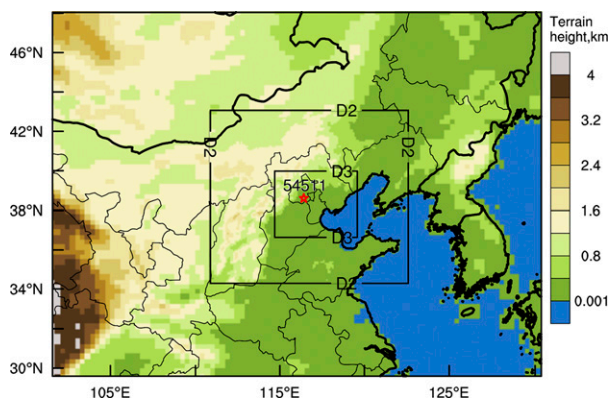 Terrain
height,km
46°N
42°N
38°N
34°N
30°N
105°E
115°E
125°E
D2
D2
D2
D3
54511
D3
D2
4
3.2
2.4
1.6
0.8
0.001